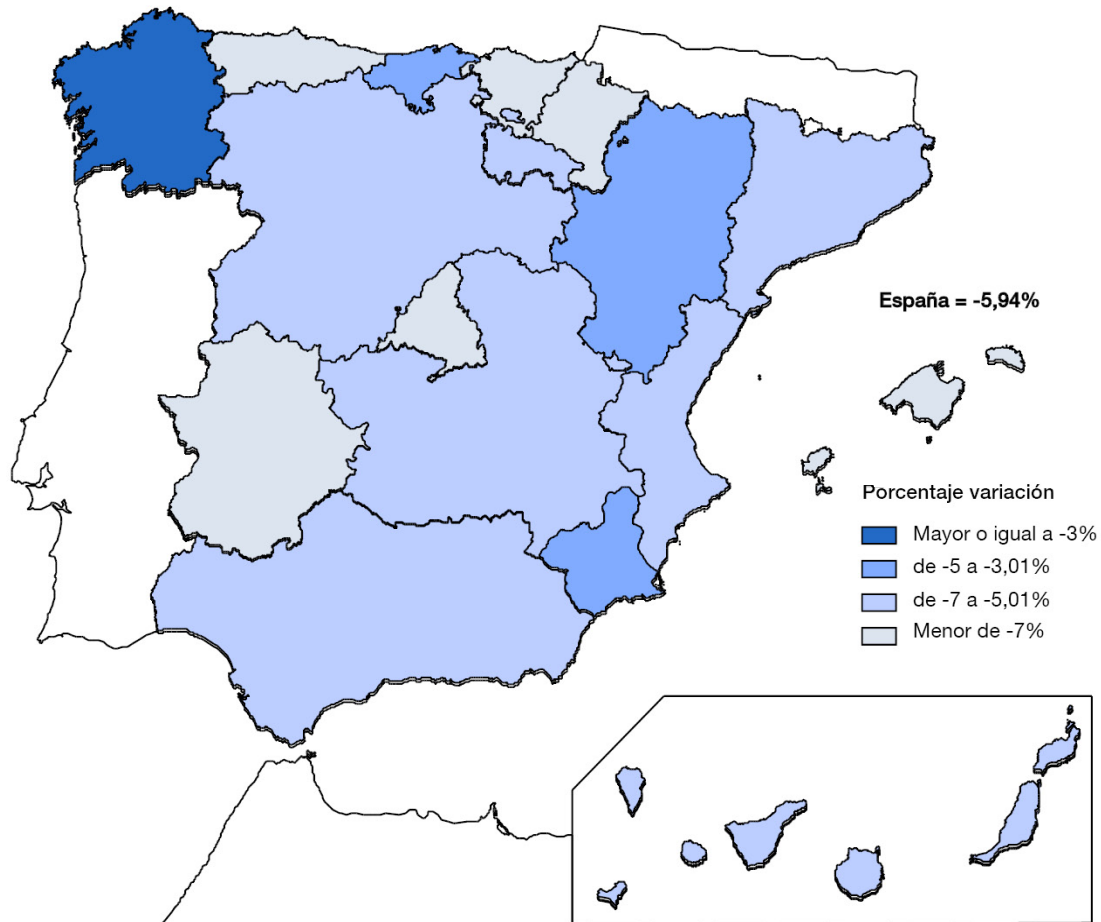 España = -5,94%
Porcentaje variación
Mayor o igual a -3%
de -5 a -3,01%
de -7 a -5,01%
Menor de -7%